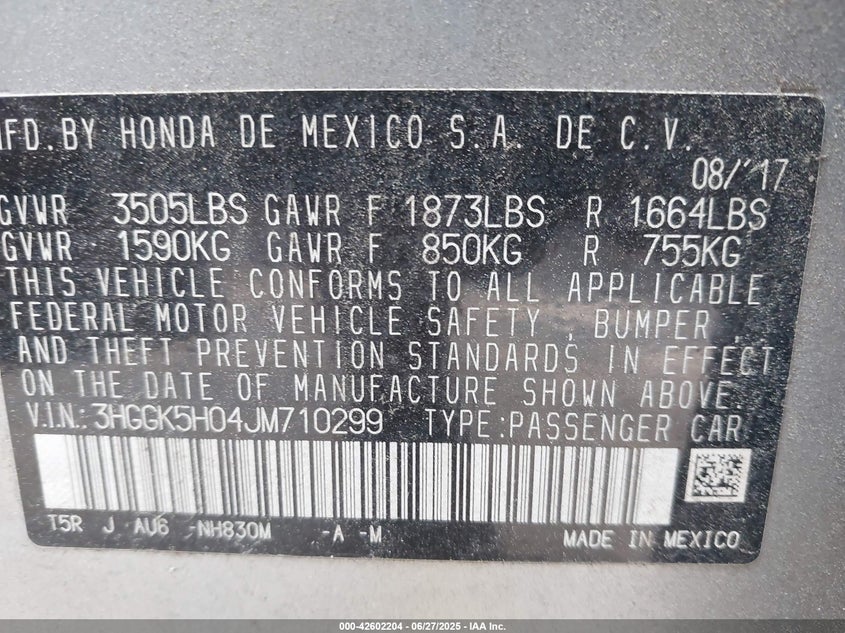 MFD.BY HONDA DE MEXICO S.A. DE C.V.
08/'17
GVWR 3505LBS GAWR F 1873LBS R 1664LBS
GVWR 1590KG GAWR F 850KG R 755KG
THIS VEHICLE CONFORMS TO ALL APPLICABLE
FEDERAL MOTOR VEHICLE SAFETY, BUMPER,
AND THEFT PREVENTION STANDARDS IN EFFECT
ON THE DATE OF MANUFACTURE SHOWN ABOVE.
V.I.N.: 3HGGK5H04JM710299 TYPE:PASSENGER CAR
T5R J AU6 -NH830M -A -M MADE IN MEXICO
000-42602204 - 06/27/2025 - IAA Inc.